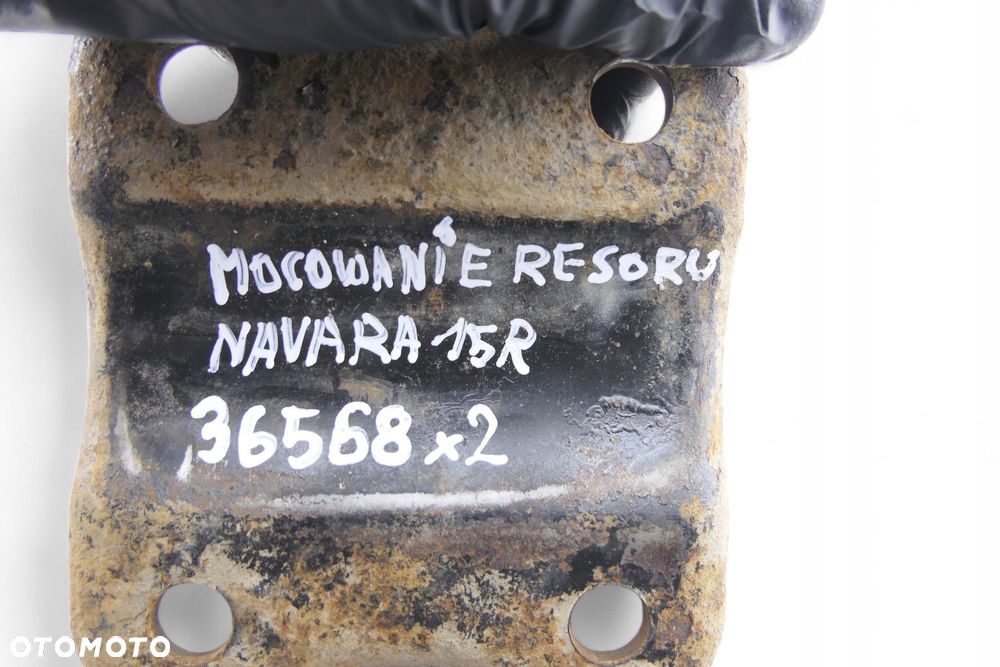 MOCOWANiE RESORU
NAVARA 15R
36568 x2
OTOMOTO